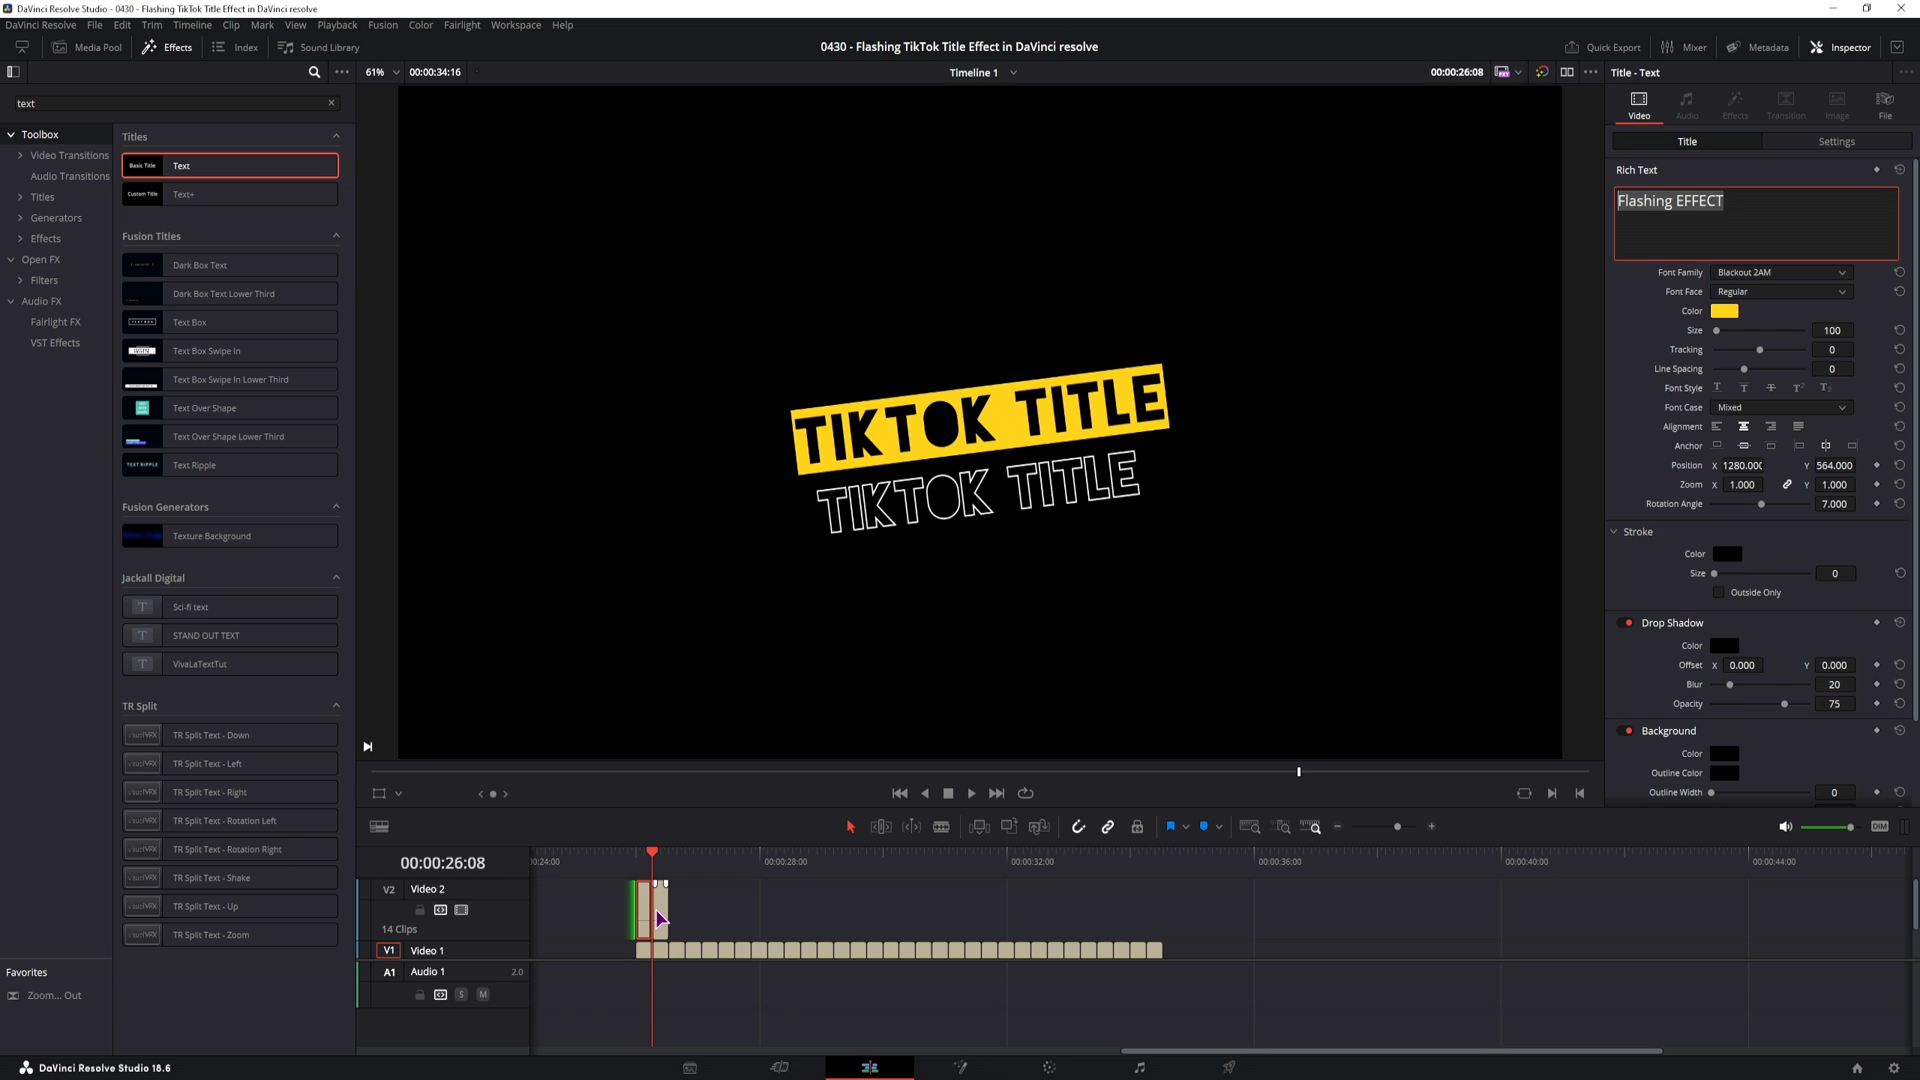 DaVinci Resolve Studio - 0430 - Flashing TikTok Title Effect in DaVinci resolve
DaVinci Resolve File Edit Trim Timeline Clip Mark View Playback Fusion Color Fairlight Workspace Help
Media Pool Effects Index Sound Library 0430 - Flashing TikTok Title Effect in DaVinci resolve Quick Export Mixer Metadata Inspector
61% 00:00:34:16 Timeline 1 00:00:26:08 Title - Text
text
Video Audio Effects Transition Image File
Toolbox
Video Transitions
Audio Transitions
Titles
Generators
Effects
Open FX
Filters
Audio FX
Fairlight FX
VST Effects
Favorites
Zoom... Out
Titles
Basic Title Text
Custom Title Text+
Fusion Titles
Dark Box Text
Dark Box Text Lower Third
Text Box
Text Box Swipe In
Text Box Swipe In Lower Third
Text Over Shape
Text Over Shape Lower Third
TEXT RIPPLE Text Ripple
Fusion Generators
Texture Background
Jackall Digital
T Sci-fi text
T STAND OUT TEXT
T VivaLaTextTut
TR Split
TR Split Text - Down
TR Split Text - Left
TR Split Text - Right
TR Split Text - Rotation Left
TR Split Text - Rotation Right
TR Split Text - Shake
TR Split Text - Up
TR Split Text - Zoom
TIKTOK TITLE
TIKTOK TITLE
Title Settings
Rich Text
Flashing EFFECT
Font Family Blackout 2AM
Font Face Regular
Color
Size 100
Tracking 0
Line Spacing 0
Font Style T T T T² T₂
Font Case Mixed
Alignment
Anchor
Position X 1280.000 Y 564.000
Zoom X 1.000 Y 1.000
Rotation Angle 7.000
Stroke
Color
Size 0
Outside Only
Drop Shadow
Color
Offset X 0.000 Y 0.000
Blur 20
Opacity 75
Background
Color
Outline Color
Outline Width 0
DIM
00:00:26:08 00:24:00 00:00:28:00 00:00:32:00 00:00:36:00 00:00:40:00 00:00:44:00
V2 Video 2
14 Clips
V1 Video 1
A1 Audio 1 2.0
S M
DaVinci Resolve Studio 18.6